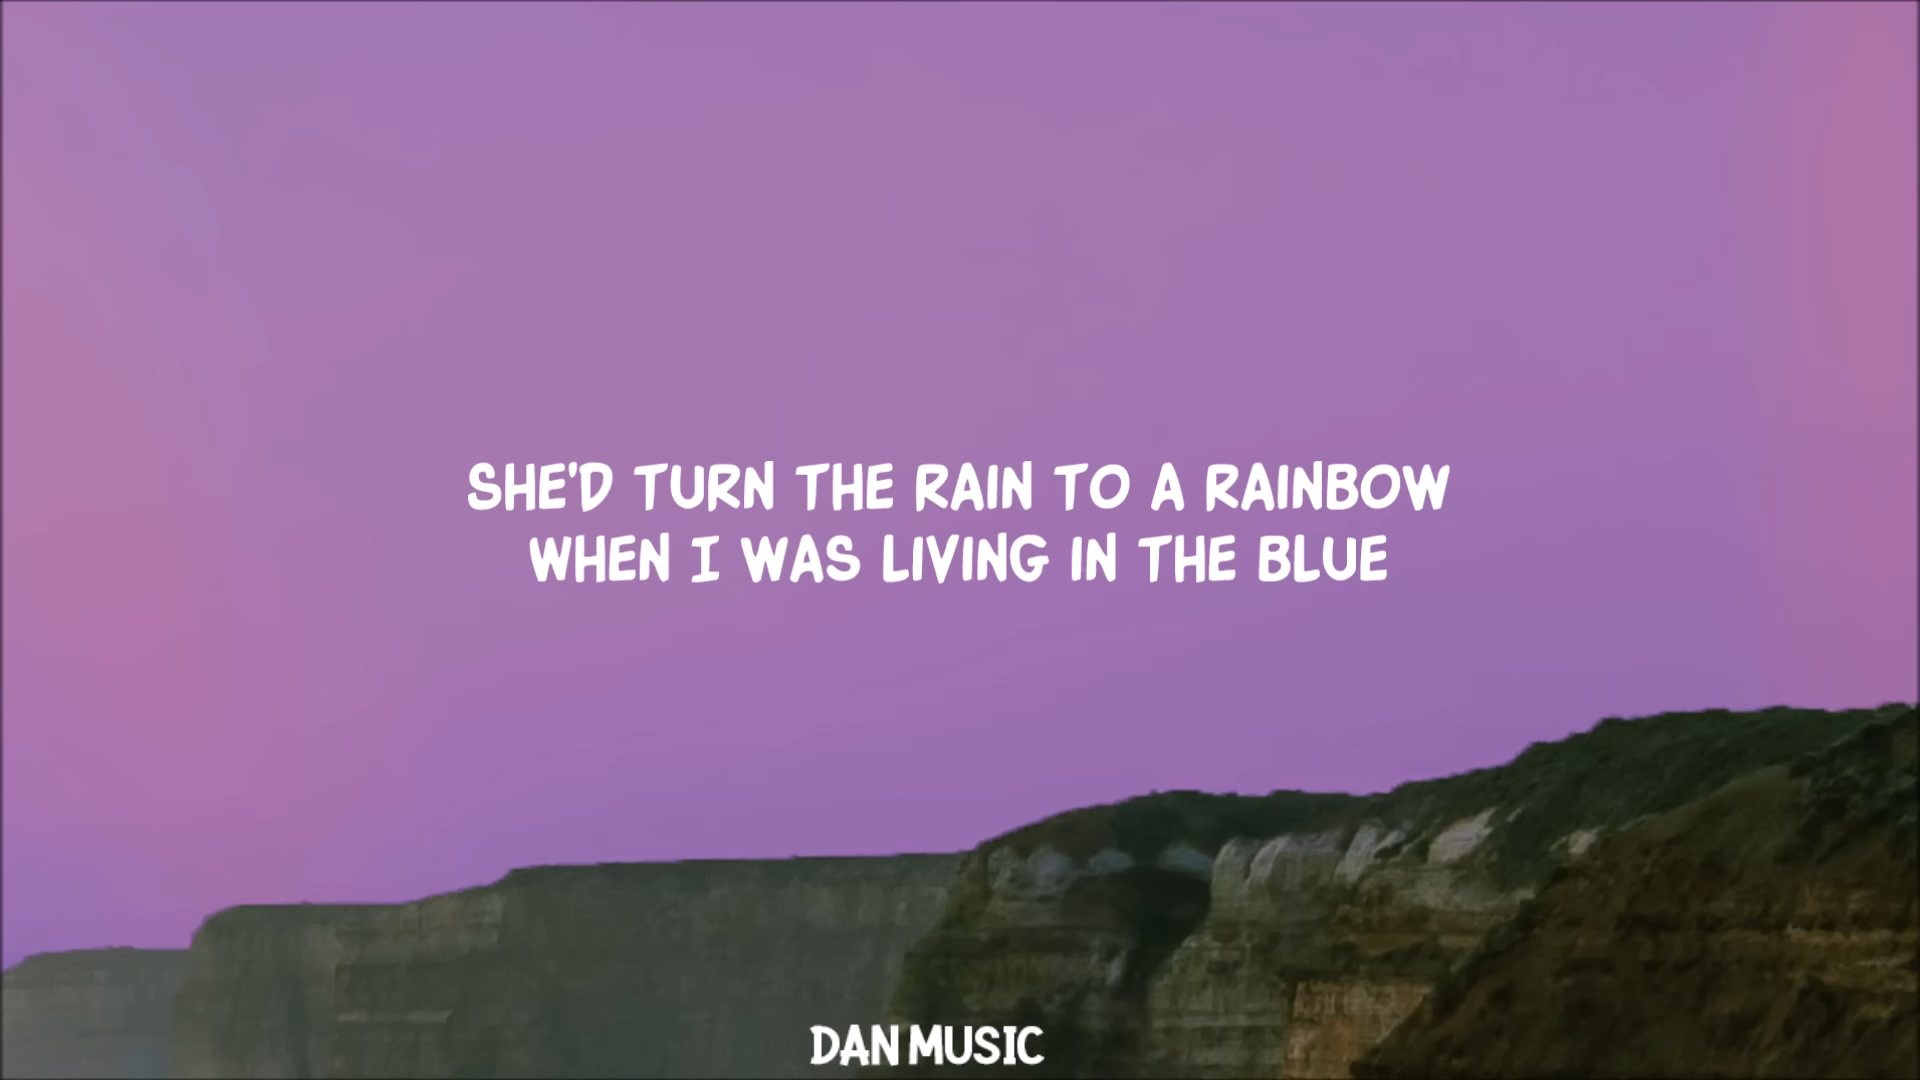 SHE'D TURN THE RAIN TO A RAINBOW
WHEN I WAS LIVING IN THE BLUE
DAN MUSIC